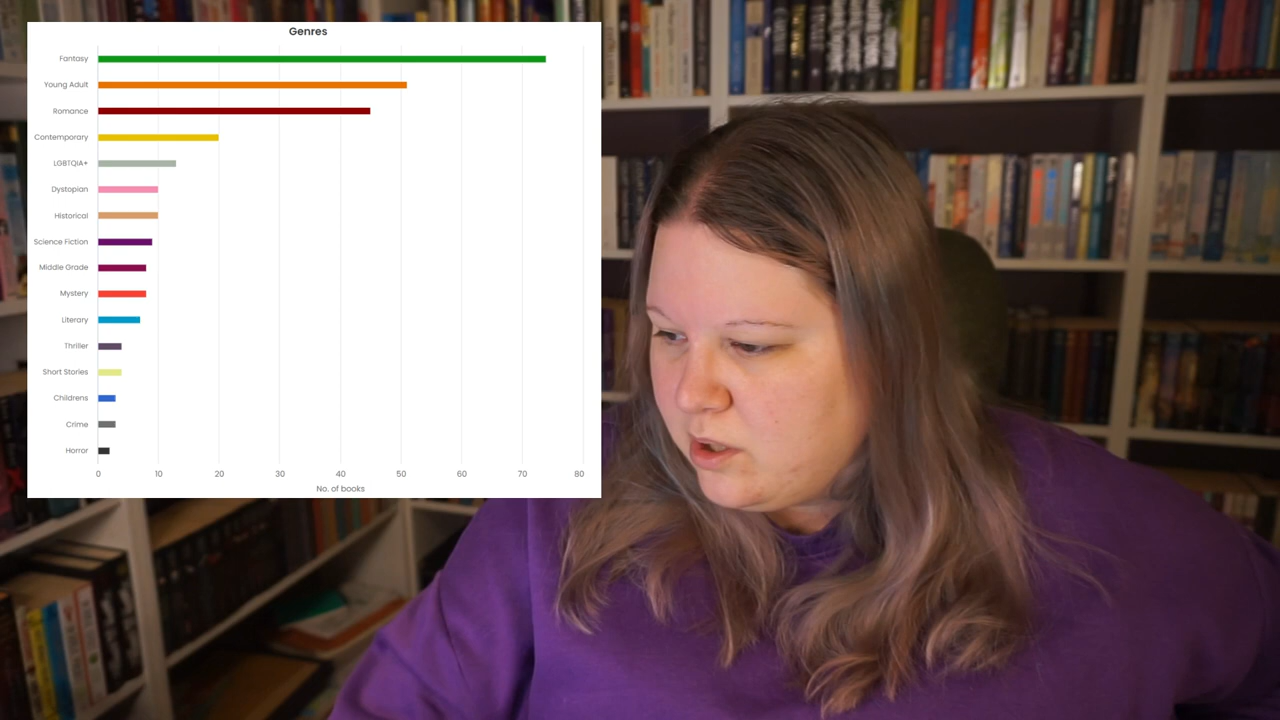 Genres
Fantasy
Young Adult
Romance
Contemporary
LGBTQIA+
Dystopian
Historical
Science Fiction
Middle Grade
Mystery
Literary
Thriller
Short Stories
Childrens
Crime
Horror
0 10 20 30 40 50 60 70 80
No. of books